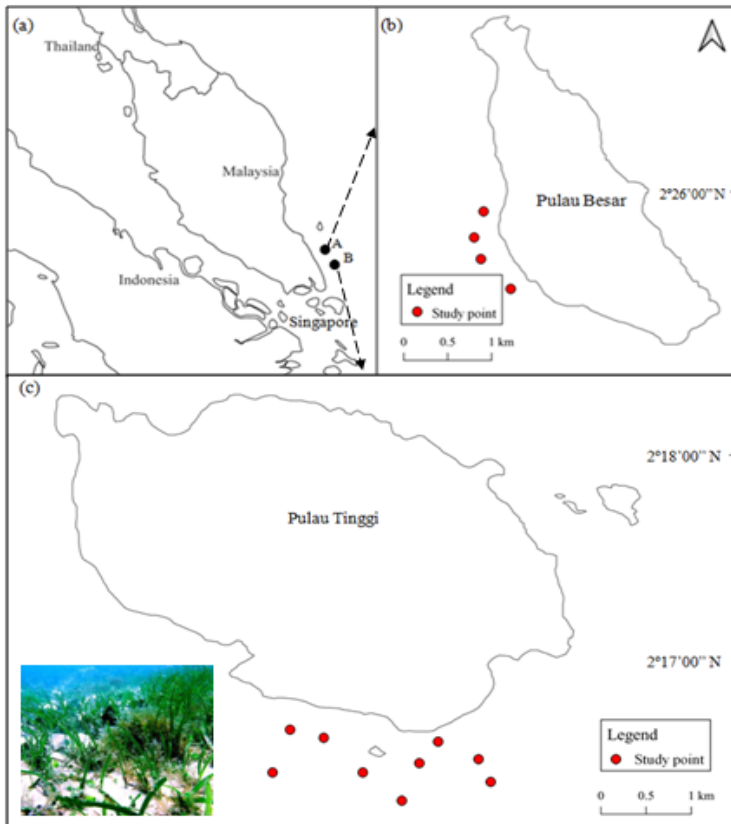 (a)
Thailand
Malaysia
A
B
Indonesia
Singapore
(b)
2°26'00''N
Pulau Besar
Legend
Study point
0 0.5 1 km
(c)
2°18'00'' N
Pulau Tinggi
2°17'00'' N
Legend
Study point
0 0.5 1 km